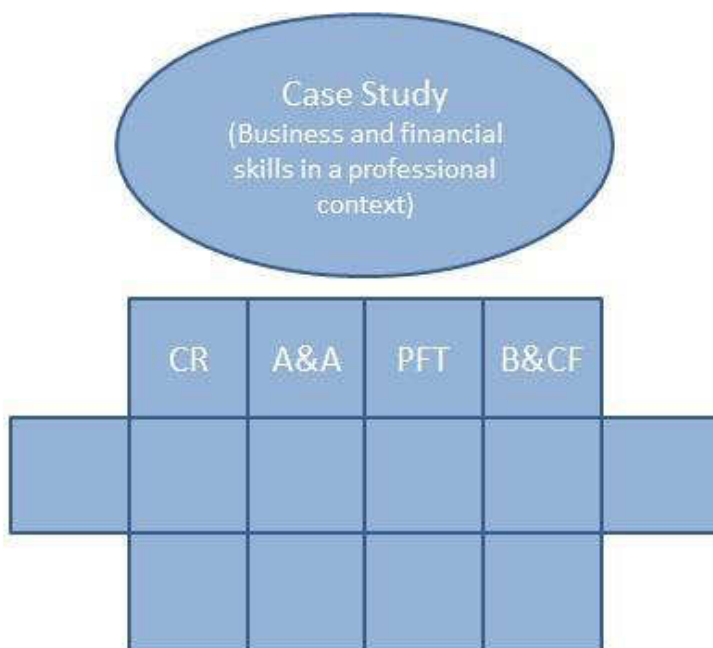 Case Study
(Business and financial
skills in a professional
context)
CR A&A PFT B&CF